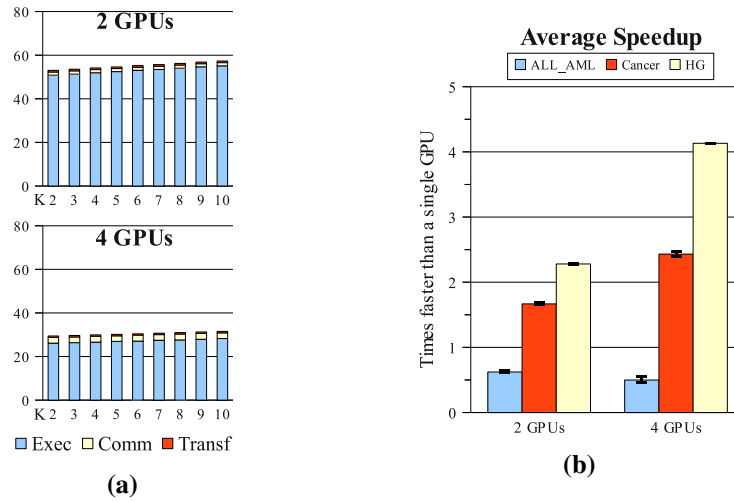 2 GPUs
80
60
40
20
0
K 2 3 4 5 6 7 8 9 10
4 GPUs
80
60
40
20
0
K 2 3 4 5 6 7 8 9 10
Exec Comm Transf
(a)
Average Speedup
ALL_AML Cancer HG
Times faster than a single GPU
5
4
3
2
1
0
2 GPUs 4 GPUs
(b)